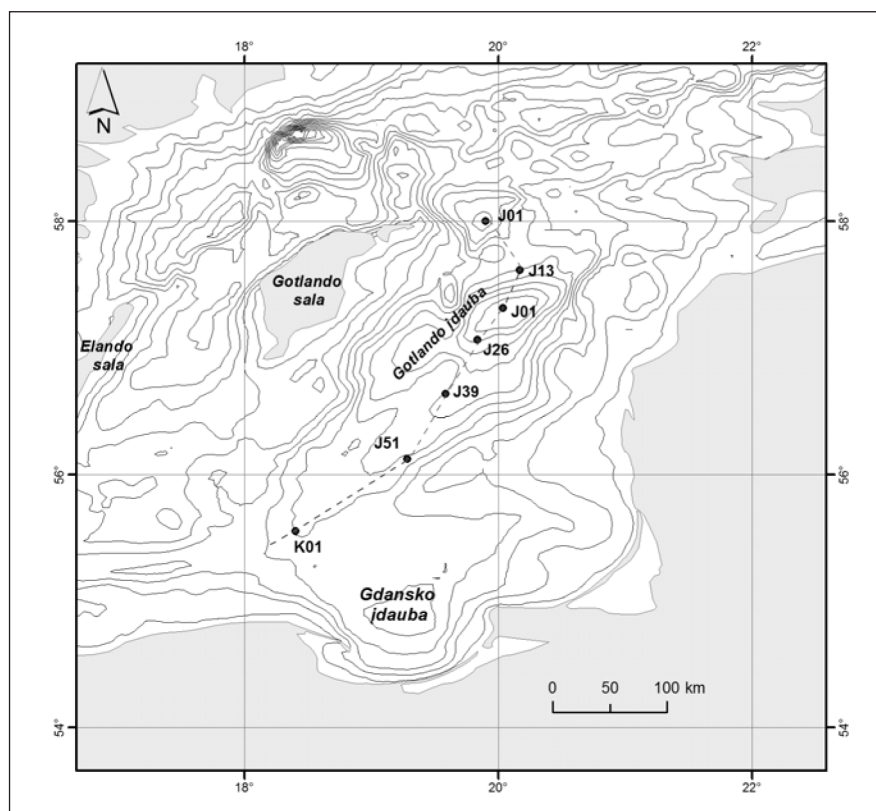 18° 20° 22°
N
58° 58°
J01
J13
Gotlando
sala
J01
Gotlando įdauba
J26
Elando
sala
J39
J51
56° 56°
K01
Gdansko
įdauba
0 50 100 km
54° 54°
18° 20° 22°